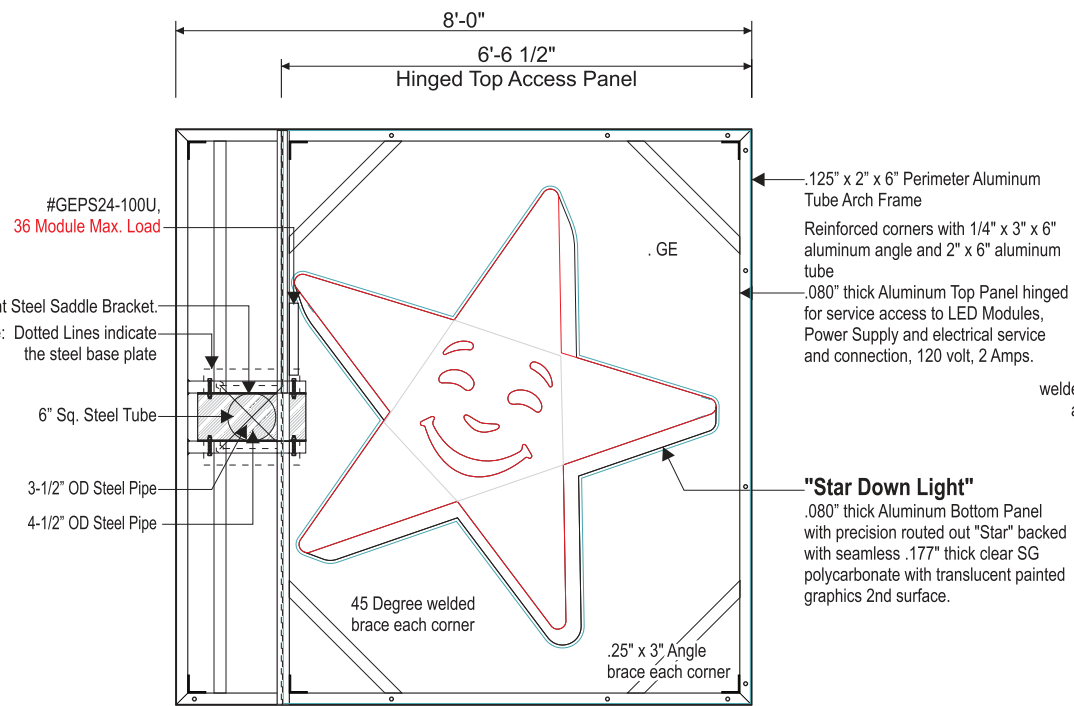 8'-0"
6'-6 1/2"
Hinged Top Access Panel
#GEPS24-100U,
36 Module Max. Load
Steel Saddle Bracket.
Dotted Lines indicate
the steel base plate
6” Sq. Steel Tube
3-1/2” OD Steel Pipe
4-1/2” OD Steel Pipe
. GE
45 Degree welded
brace each corner
.25" x 3" Angle
brace each corner
.125” x 2” x 6” Perimeter Aluminum
Tube Arch Frame
Reinforced corners with 1/4" x 3" x 6"
aluminum angle and 2" x 6" aluminum
tube
.080” thick Aluminum Top Panel hinged
for service access to LED Modules,
Power Supply and electrical service
and connection, 120 volt, 2 Amps.
"Star Down Light"
.080” thick Aluminum Bottom Panel
with precision routed out "Star" backed
with seamless .177" thick clear SG
polycarbonate with translucent painted
graphics 2nd surface.